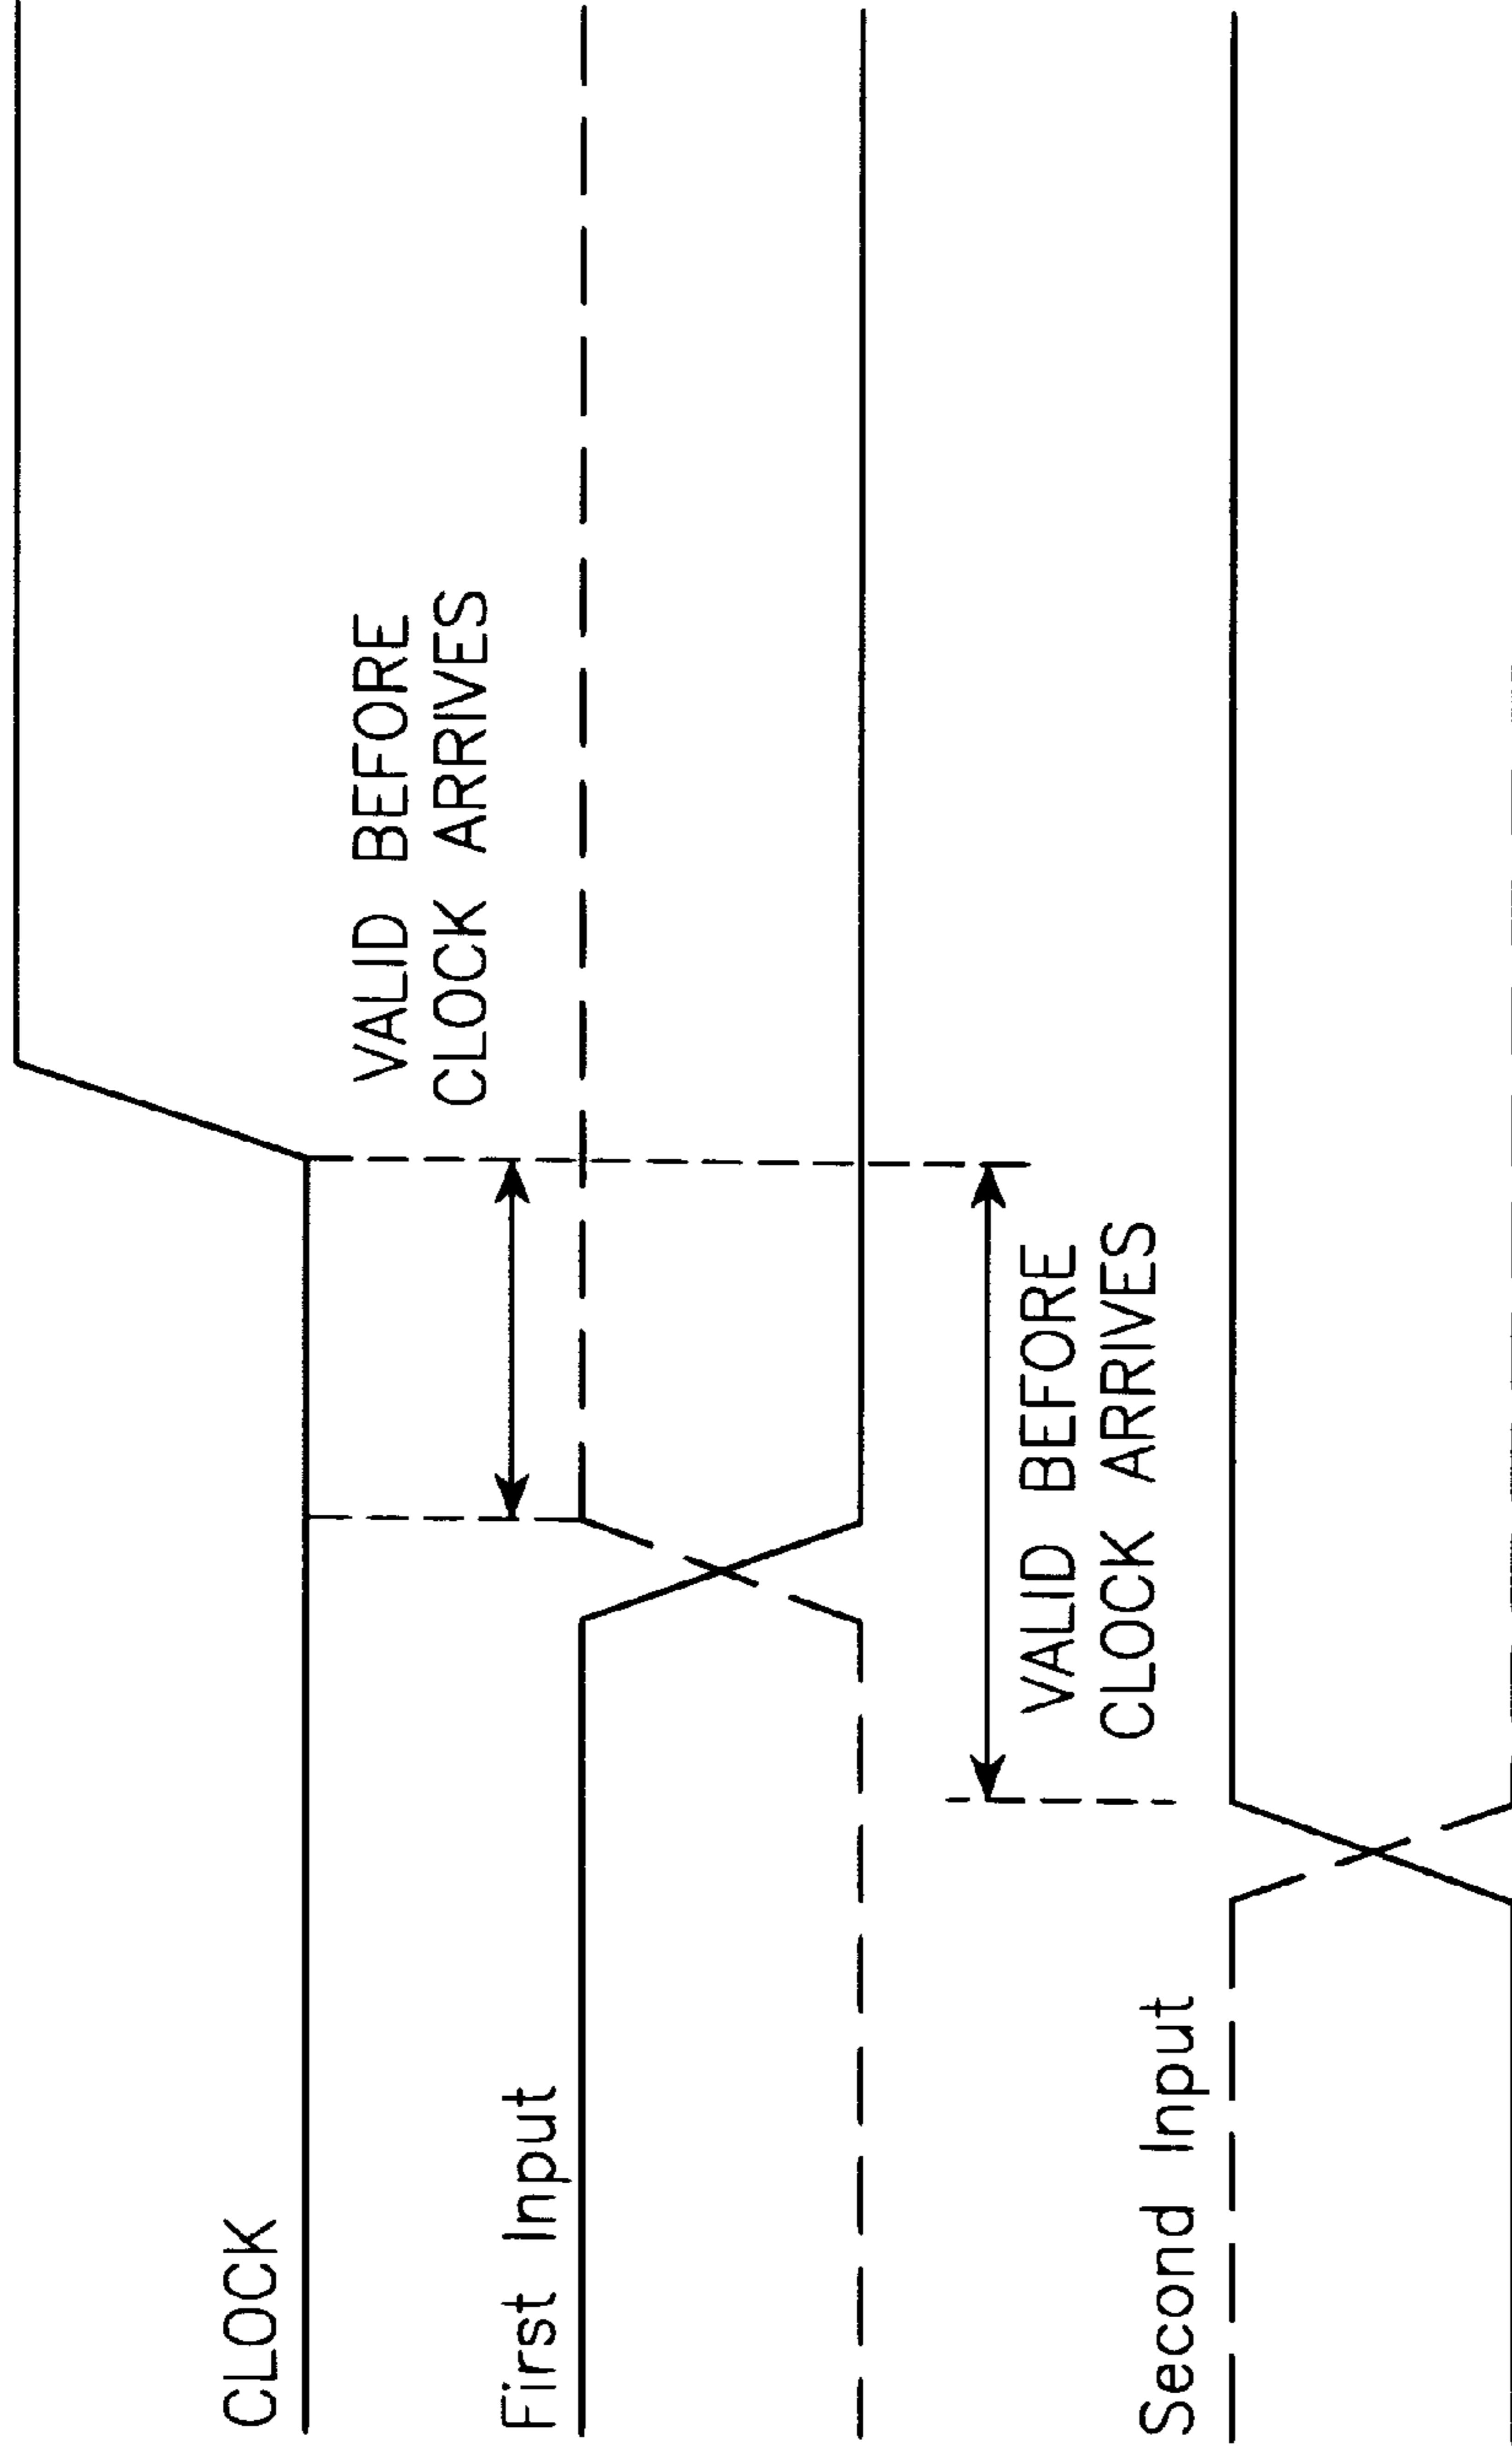 CLOCK
VALID BEFORE
CLOCK ARRIVES
First Input
VALID BEFORE
CLOCK ARRIVES
Second Input